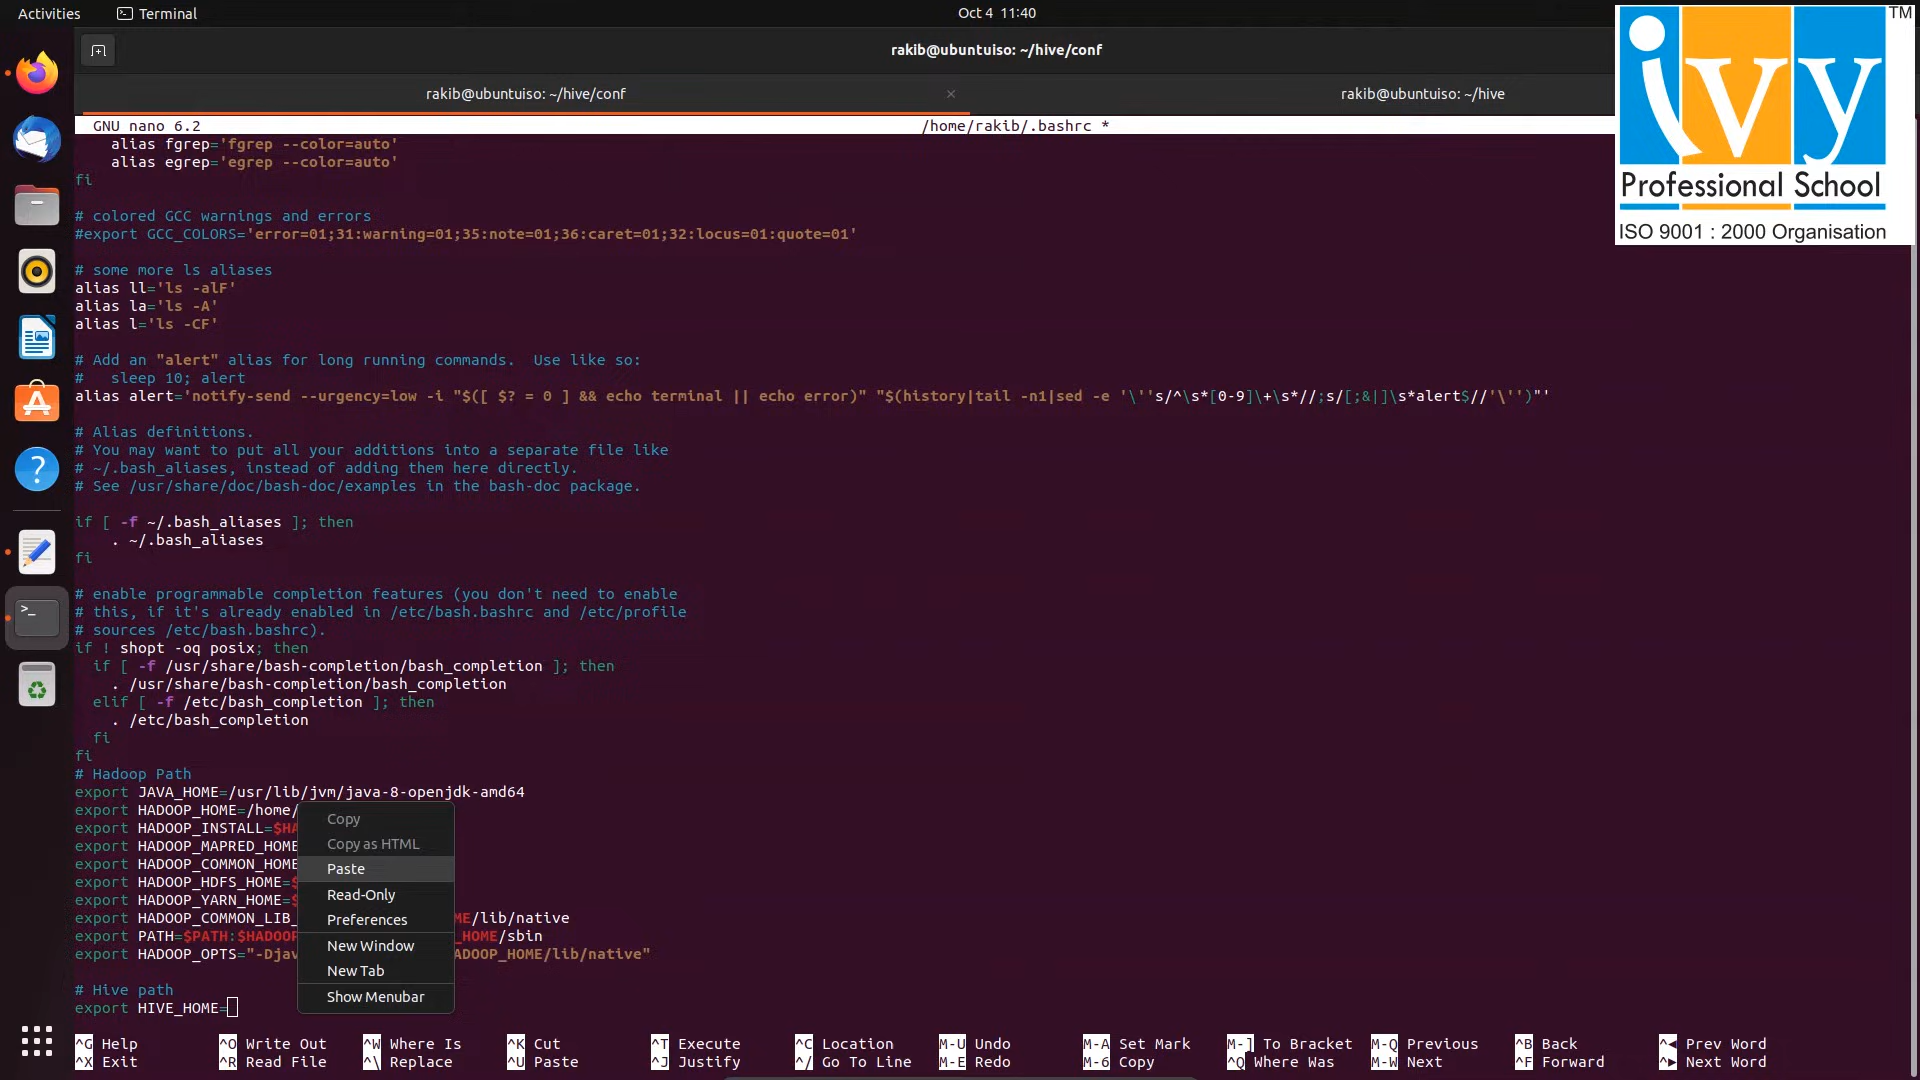 Activities
Terminal
Oct 4 11:40
rakib@ubuntuiso: ~/hive/conf
rakib@ubuntuiso: ~/hive/conf ×
rakib@ubuntuiso: ~/hive
TM
ivy
Professional School
ISO 9001 : 2000 Organisation
GNU nano 6.2 /home/rakib/.bashrc *
    alias fgrep='fgrep --color=auto'
    alias egrep='egrep --color=auto'
fi
# colored GCC warnings and errors
#export GCC_COLORS='error=01;31:warning=01;35:note=01;36:caret=01;32:locus=01:quote=01'
# some more ls aliases
alias ll='ls -alF'
alias la='ls -A'
alias l='ls -CF'
# Add an "alert" alias for long running commands.  Use like so:
#   sleep 10; alert
alias alert='notify-send --urgency=low -i "$([ $? = 0 ] && echo terminal || echo error)" "$(history|tail -n1|sed -e '\''s/^\s*[0-9]\+\s*//;s/[;&|]\s*alert$//'\'')"'
# Alias definitions.
# You may want to put all your additions into a separate file like
# ~/.bash_aliases, instead of adding them here directly.
# See /usr/share/doc/bash-doc/examples in the bash-doc package.
if [ -f ~/.bash_aliases ]; then
    . ~/.bash_aliases
fi
# enable programmable completion features (you don't need to enable
# this, if it's already enabled in /etc/bash.bashrc and /etc/profile
# sources /etc/bash.bashrc).
if ! shopt -oq posix; then
  if [ -f /usr/share/bash-completion/bash_completion ]; then
    . /usr/share/bash-completion/bash_completion
  elif [ -f /etc/bash_completion ]; then
    . /etc/bash_completion
  fi
fi
# Hadoop Path
export JAVA_HOME=/usr/lib/jvm/java-8-openjdk-amd64
export HADOOP_HOME=/home/
export HADOOP_INSTALL=$HA
export HADOOP_MAPRED_HOME
export HADOOP_COMMON_HOME
export HADOOP_HDFS_HOME=$
export HADOOP_YARN_HOME=$
export HADOOP_COMMON_LIB_ ME/lib/native
export PATH=$PATH:$HADOOP _HOME/sbin
export HADOOP_OPTS="-Djav ADOOP_HOME/lib/native"
# Hive path
export HIVE_HOME=
Copy
Copy as HTML
Paste
Read-Only
Preferences
New Window
New Tab
Show Menubar
^G Help ^O Write Out ^W Where Is ^K Cut ^T Execute ^C Location M-U Undo M-A Set Mark M-] To Bracket M-Q Previous ^B Back ^◀ Prev Word
^X Exit ^R Read File ^\ Replace ^U Paste ^J Justify ^/ Go To Line M-E Redo M-6 Copy ^Q Where Was M-W Next ^F Forward ^▶ Next Word